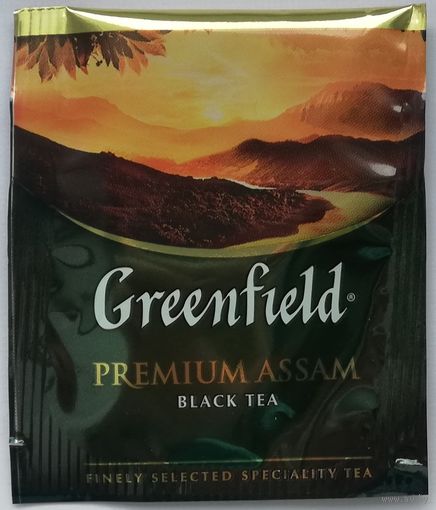 Greenfield®
PREMIUM ASSAM
BLACK TEA
FINELY SELECTED SPECIALITY TEA